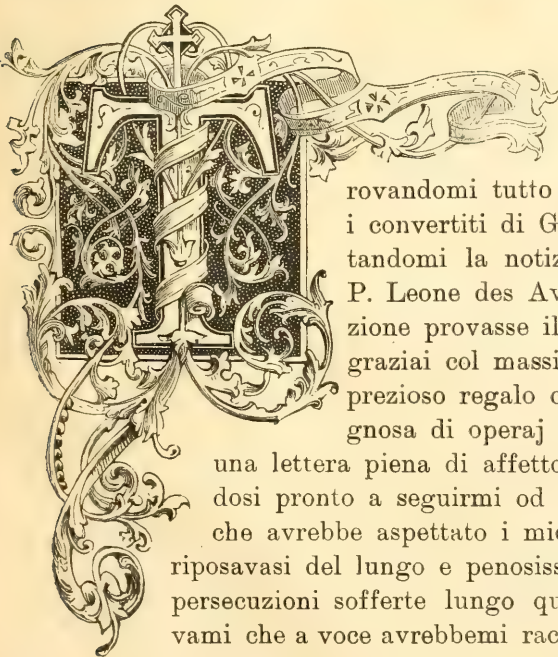 Trovandomi tutto
i convertiti di G
tandomi la notiz
P. Leone des Av
zione provasse il
graziai col massi
prezioso regalo
gnosa di operaj
una lettera piena di affetto
dosi pronto a seguirmi od
che avrebbe aspettato i mie
riposavasi del lungo e penosiss
persecuzioni sofferte lungo qu
vami che a voce avrebbemi rac